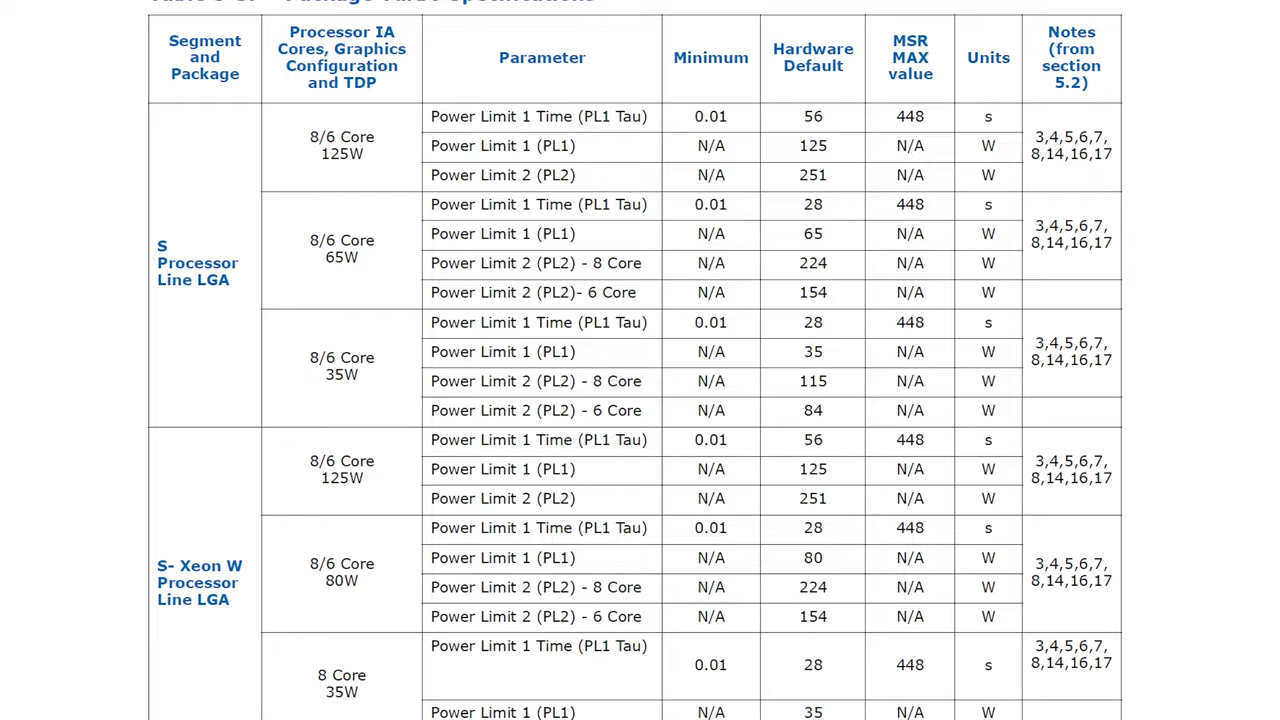 Segment and Package
Processor IA Cores, Graphics Configuration and TDP
Parameter
Minimum
Hardware Default
MSR MAX value
Units
Notes (from section 5.2)
S Processor Line LGA
8/6 Core 125W
Power Limit 1 Time (PL1 Tau) 0.01 56 448 s
3,4,5,6,7, 8,14,16,17
Power Limit 1 (PL1) N/A 125 N/A W
Power Limit 2 (PL2) N/A 251 N/A W
8/6 Core 65W
Power Limit 1 Time (PL1 Tau) 0.01 28 448 s
3,4,5,6,7, 8,14,16,17
Power Limit 1 (PL1) N/A 65 N/A W
Power Limit 2 (PL2) - 8 Core N/A 224 N/A W
Power Limit 2 (PL2)- 6 Core N/A 154 N/A W
8/6 Core 35W
Power Limit 1 Time (PL1 Tau) 0.01 28 448 s
3,4,5,6,7, 8,14,16,17
Power Limit 1 (PL1) N/A 35 N/A W
Power Limit 2 (PL2) - 8 Core N/A 115 N/A W
Power Limit 2 (PL2) - 6 Core N/A 84 N/A W
S- Xeon W Processor Line LGA
8/6 Core 125W
Power Limit 1 Time (PL1 Tau) 0.01 56 448 s
3,4,5,6,7, 8,14,16,17
Power Limit 1 (PL1) N/A 125 N/A W
Power Limit 2 (PL2) N/A 251 N/A W
8/6 Core 80W
Power Limit 1 Time (PL1 Tau) 0.01 28 448 s
3,4,5,6,7, 8,14,16,17
Power Limit 1 (PL1) N/A 80 N/A W
Power Limit 2 (PL2) - 8 Core N/A 224 N/A W
Power Limit 2 (PL2) - 6 Core N/A 154 N/A W
8 Core 35W
Power Limit 1 Time (PL1 Tau) 0.01 28 448 s
3,4,5,6,7, 8,14,16,17
Power Limit 1 (PL1) N/A 35 N/A W